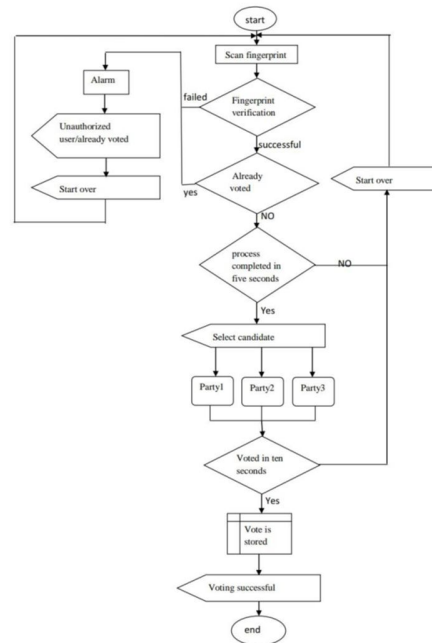 start
Scan fingerprint
Alarm
failed
Fingerprint
verification
Unauthorized
user/already voted
successful
Start over
yes
Already
voted
Start over
NO
process
completed in
five seconds
NO
Yes
Select candidate
Party1
Party2
Party3
Voted in ten
seconds
Yes
Vote is
stored
Voting successful
end